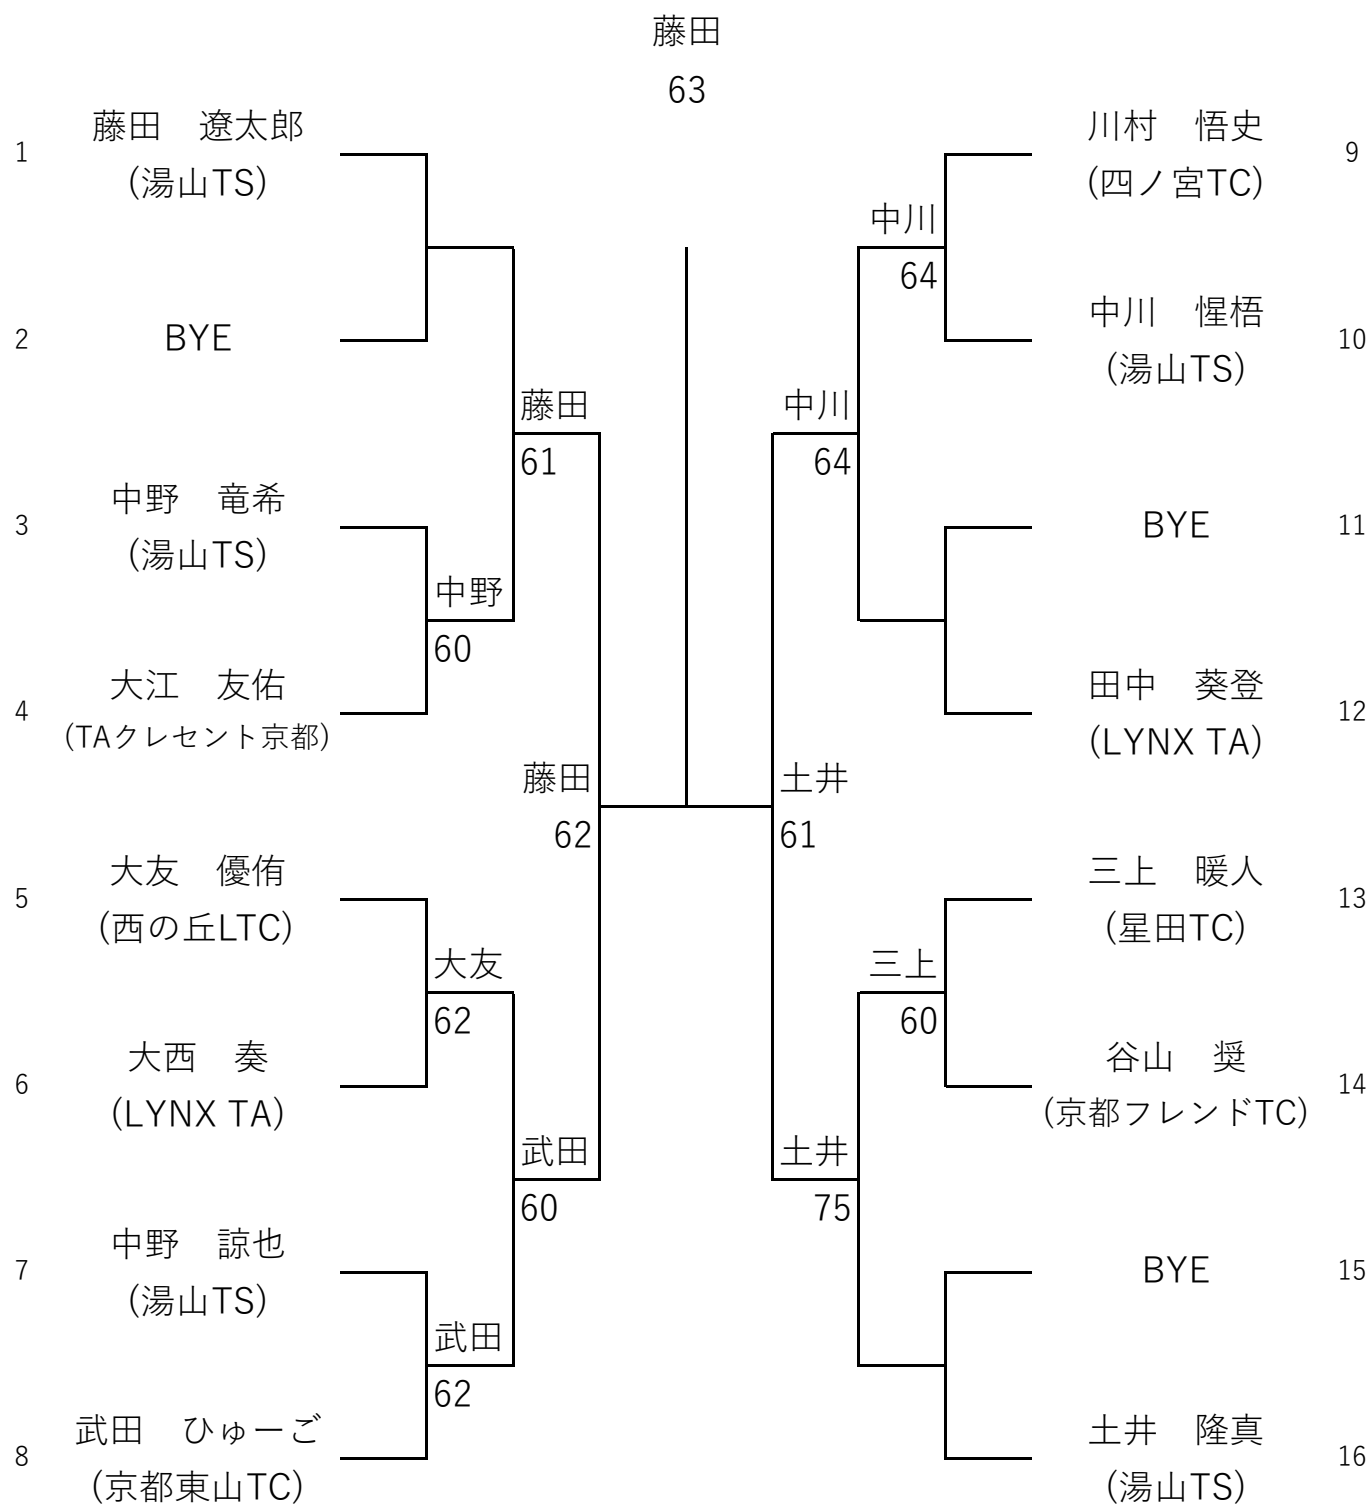 藤田
63
1
藤田　遼太郎
(湯山TS)
2
BYE
藤田
61
3
中野　竜希
(湯山TS)
中野
60
4
大江　友佑
(TAクレセント京都)
藤田
62
5
大友　優侑
(西の丘LTC)
大友
62
6
大西　奏
(LYNX TA)
武田
60
7
中野　諒也
(湯山TS)
武田
62
8
武田　ひゅーご
(京都東山TC)
川村　悟史
(四ノ宮TC)
9
中川
64
中川　惺梧
(湯山TS)
10
中川
64
BYE
11
田中　葵登
(LYNX TA)
12
土井
61
三上　暖人
(星田TC)
13
三上
60
谷山　奨
(京都フレンドTC)
14
土井
75
BYE
15
土井　隆真
(湯山TS)
16